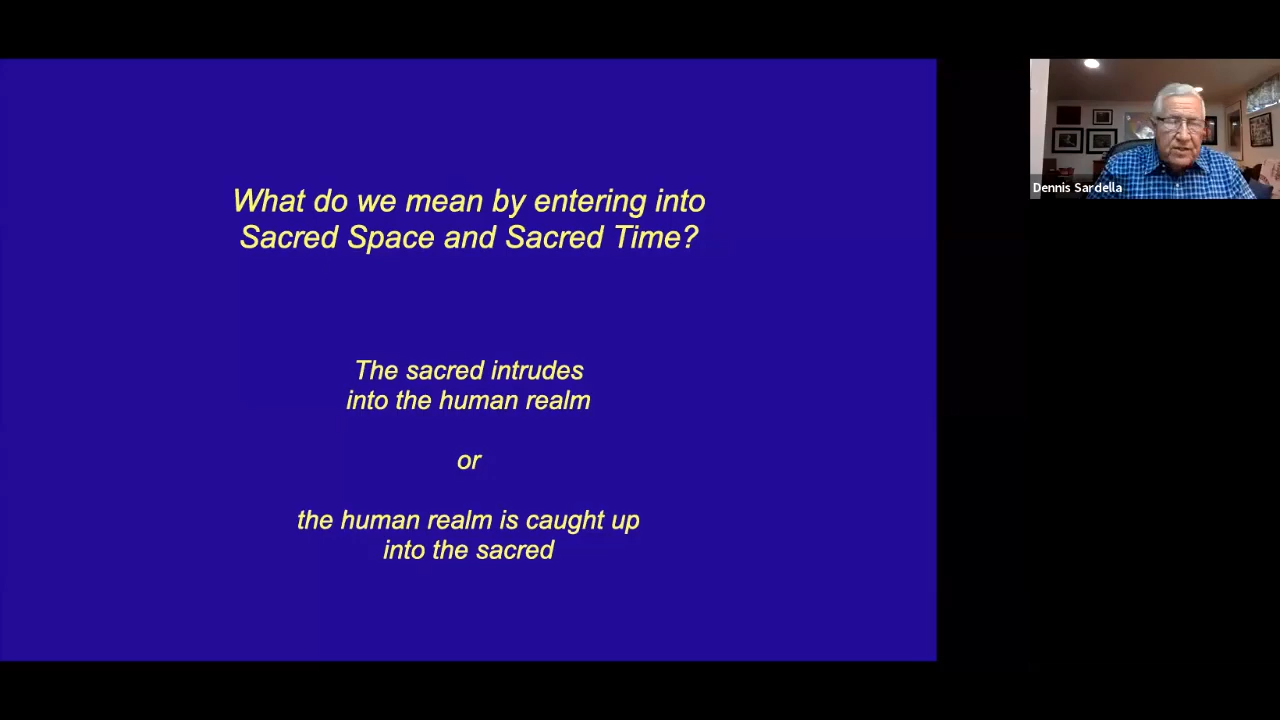 What do we mean by entering into
Sacred Space and Sacred Time?
The sacred intrudes
into the human realm
or
the human realm is caught up
into the sacred
Dennis Sardella